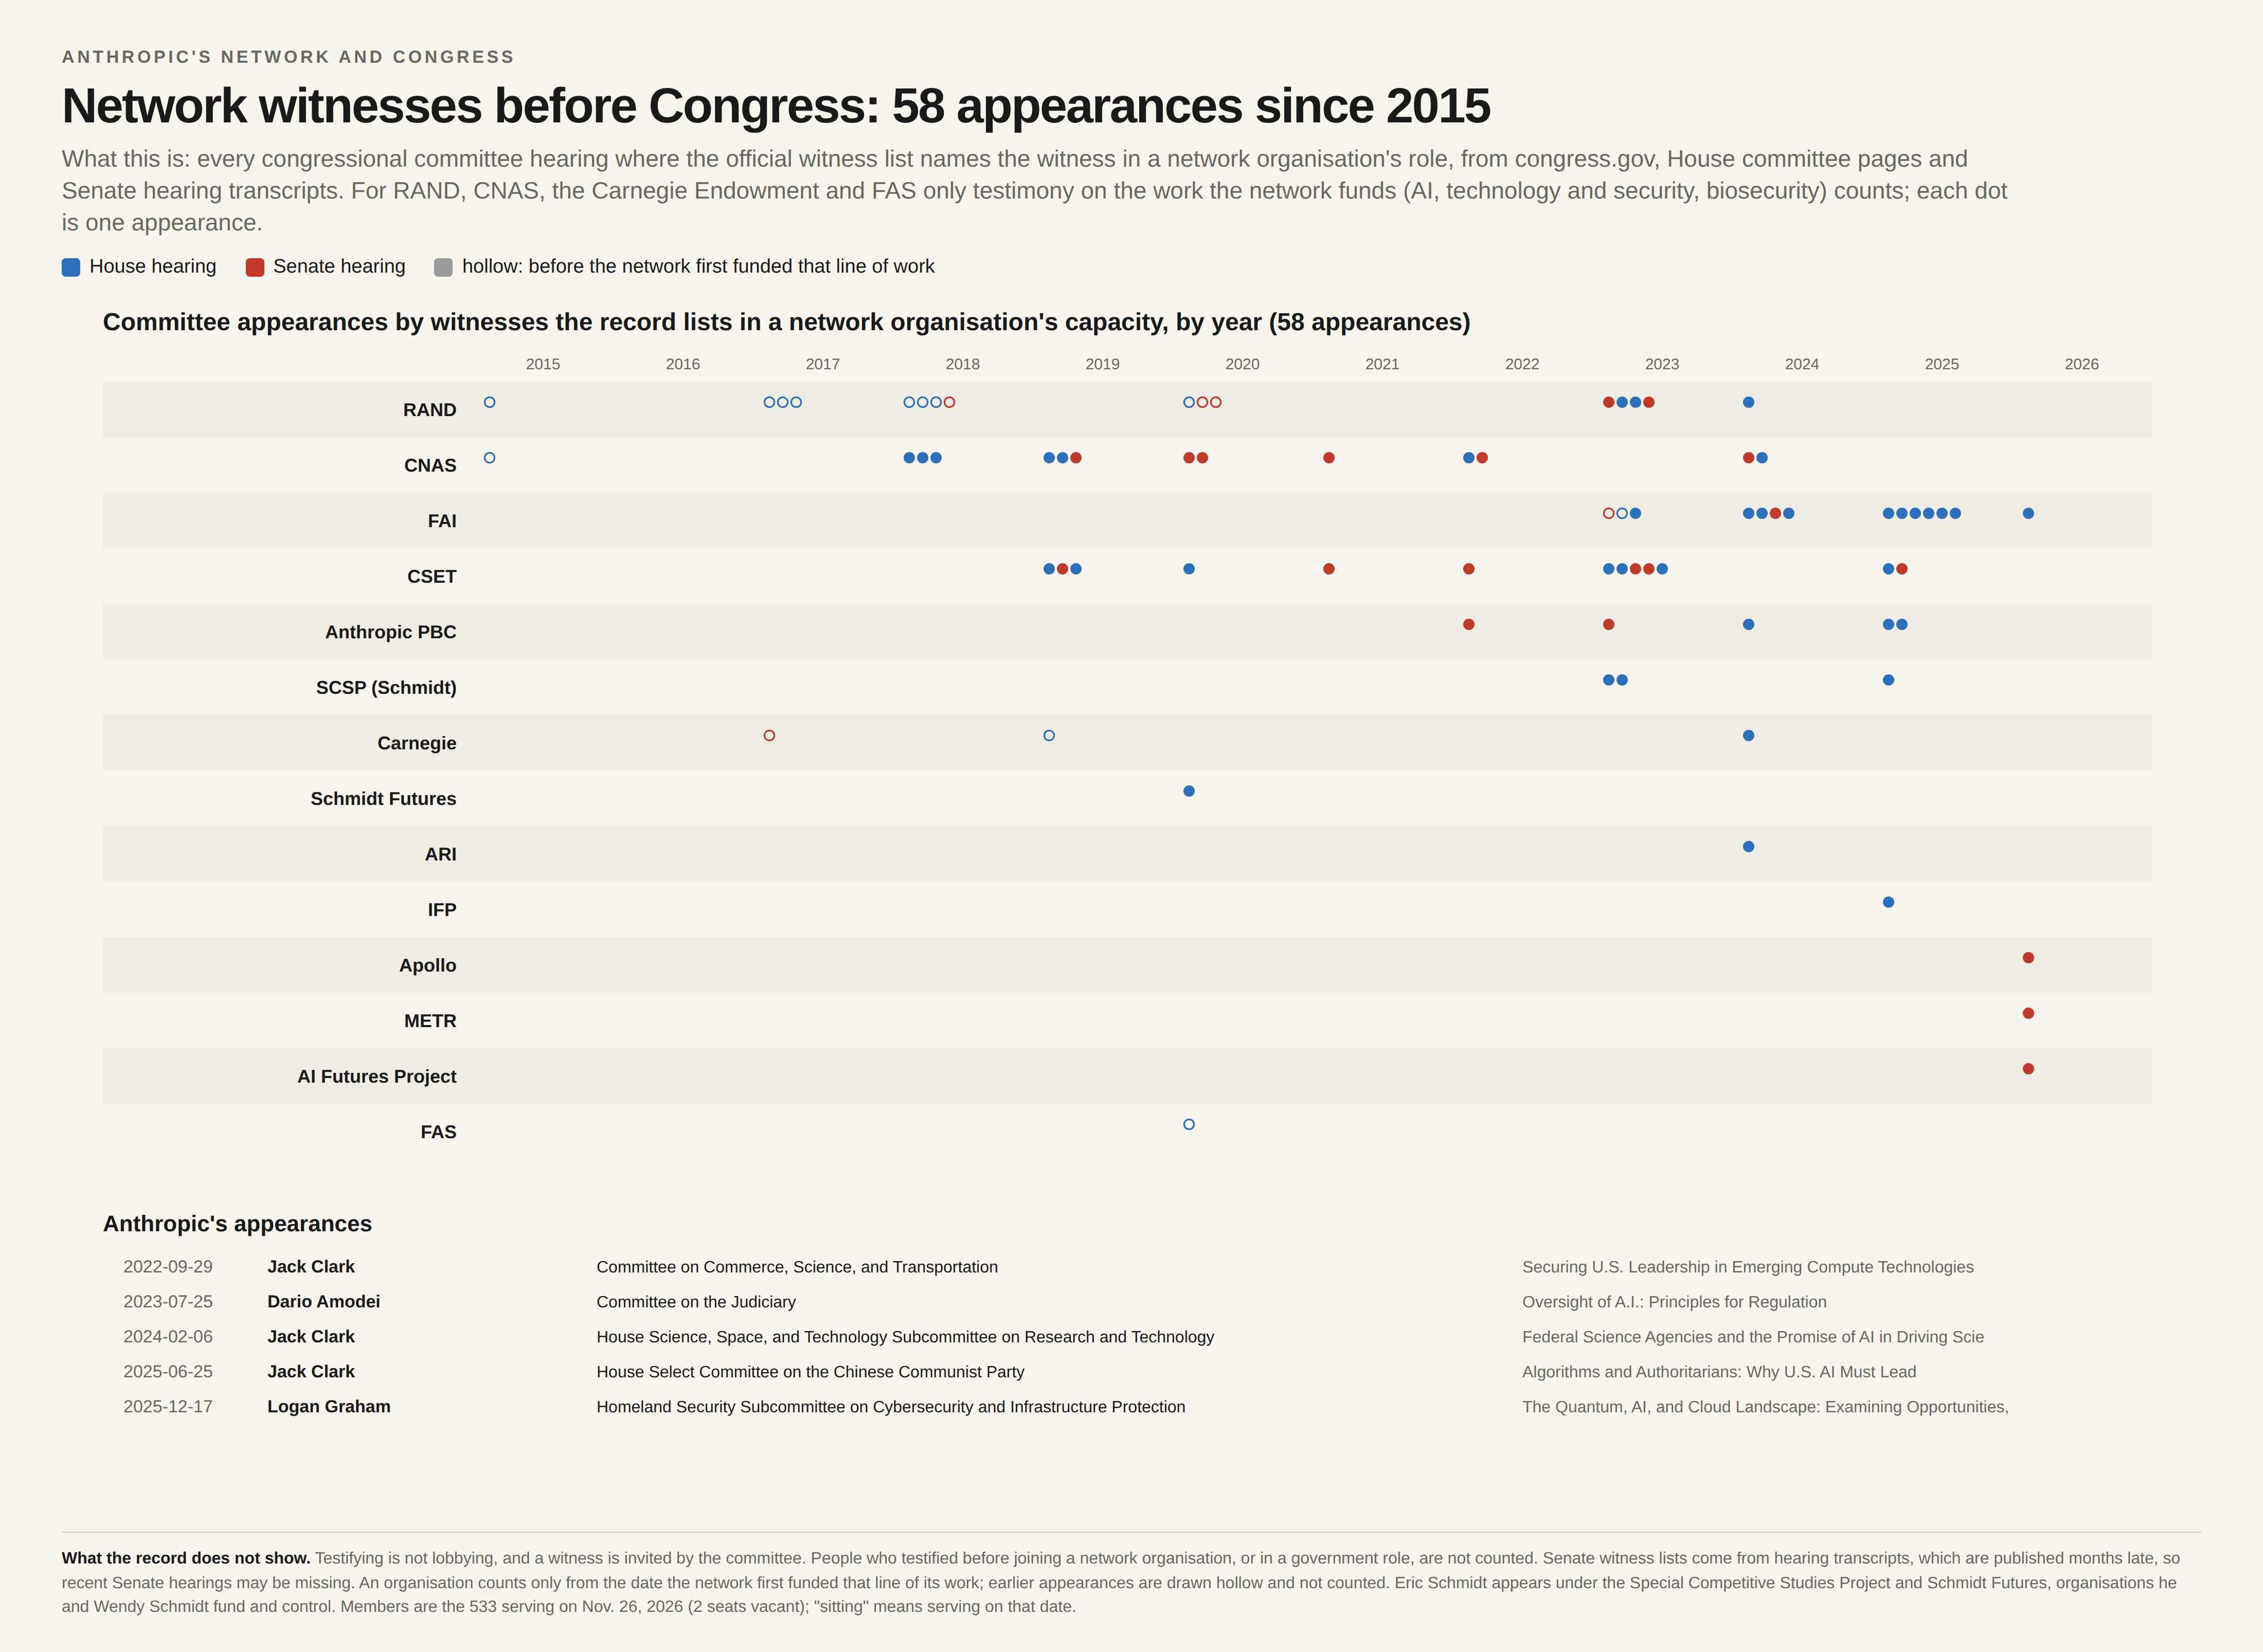 ANTHROPIC'S NETWORK AND CONGRESS
Network witnesses before Congress: 58 appearances since 2015
What this is: every congressional committee hearing where the official witness list names the witness in a network organisation's role, from congress.gov, House committee pages and
Senate hearing transcripts. For RAND, CNAS, the Carnegie Endowment and FAS only testimony on the work the network funds (AI, technology and security, biosecurity) counts; each dot
is one appearance.
House hearing
Senate hearing
hollow: before the network first funded that line of work
Committee appearances by witnesses the record lists in a network organisation's capacity, by year (58 appearances)
2015 2016 2017 2018 2019 2020 2021 2022 2023 2024 2025 2026
RAND
CNAS
FAI
CSET
Anthropic PBC
SCSP (Schmidt)
Carnegie
Schmidt Futures
ARI
IFP
Apollo
METR
AI Futures Project
FAS
Anthropic's appearances
2022-09-29 Jack Clark Committee on Commerce, Science, and Transportation Securing U.S. Leadership in Emerging Compute Technologies
2023-07-25 Dario Amodei Committee on the Judiciary Oversight of A.I.: Principles for Regulation
2024-02-06 Jack Clark House Science, Space, and Technology Subcommittee on Research and Technology Federal Science Agencies and the Promise of AI in Driving Scie
2025-06-25 Jack Clark House Select Committee on the Chinese Communist Party Algorithms and Authoritarians: Why U.S. AI Must Lead
2025-12-17 Logan Graham Homeland Security Subcommittee on Cybersecurity and Infrastructure Protection The Quantum, AI, and Cloud Landscape: Examining Opportunities,
What the record does not show. Testifying is not lobbying, and a witness is invited by the committee. People who testified before joining a network organisation, or in a government role, are not counted. Senate witness lists come from hearing transcripts, which are published months late, so
recent Senate hearings may be missing. An organisation counts only from the date the network first funded that line of its work; earlier appearances are drawn hollow and not counted. Eric Schmidt appears under the Special Competitive Studies Project and Schmidt Futures, organisations he
and Wendy Schmidt fund and control. Members are the 533 serving on Nov. 26, 2026 (2 seats vacant); "sitting" means serving on that date.